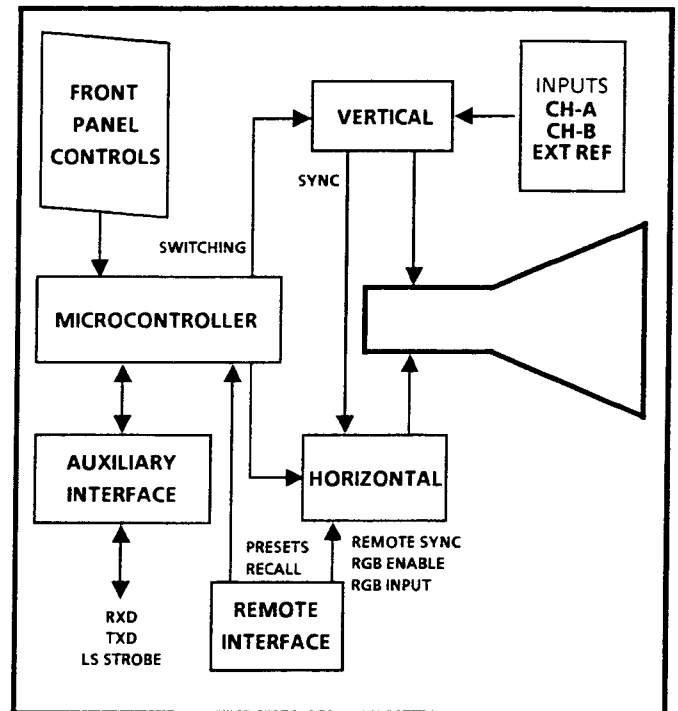 FRONT
PANEL
CONTROLS
VERTICAL
INPUTS
CH-A
CH-B
EXT REF
SYNC
SWITCHING
MICROCONTROLLER
AUXILIARY
INTERFACE
HORIZONTAL
PRESETS
RECALL
REMOTE SYNC
RGB ENABLE
RGB INPUT
REMOTE
INTERFACE
RXD
TXD
LS STROBE